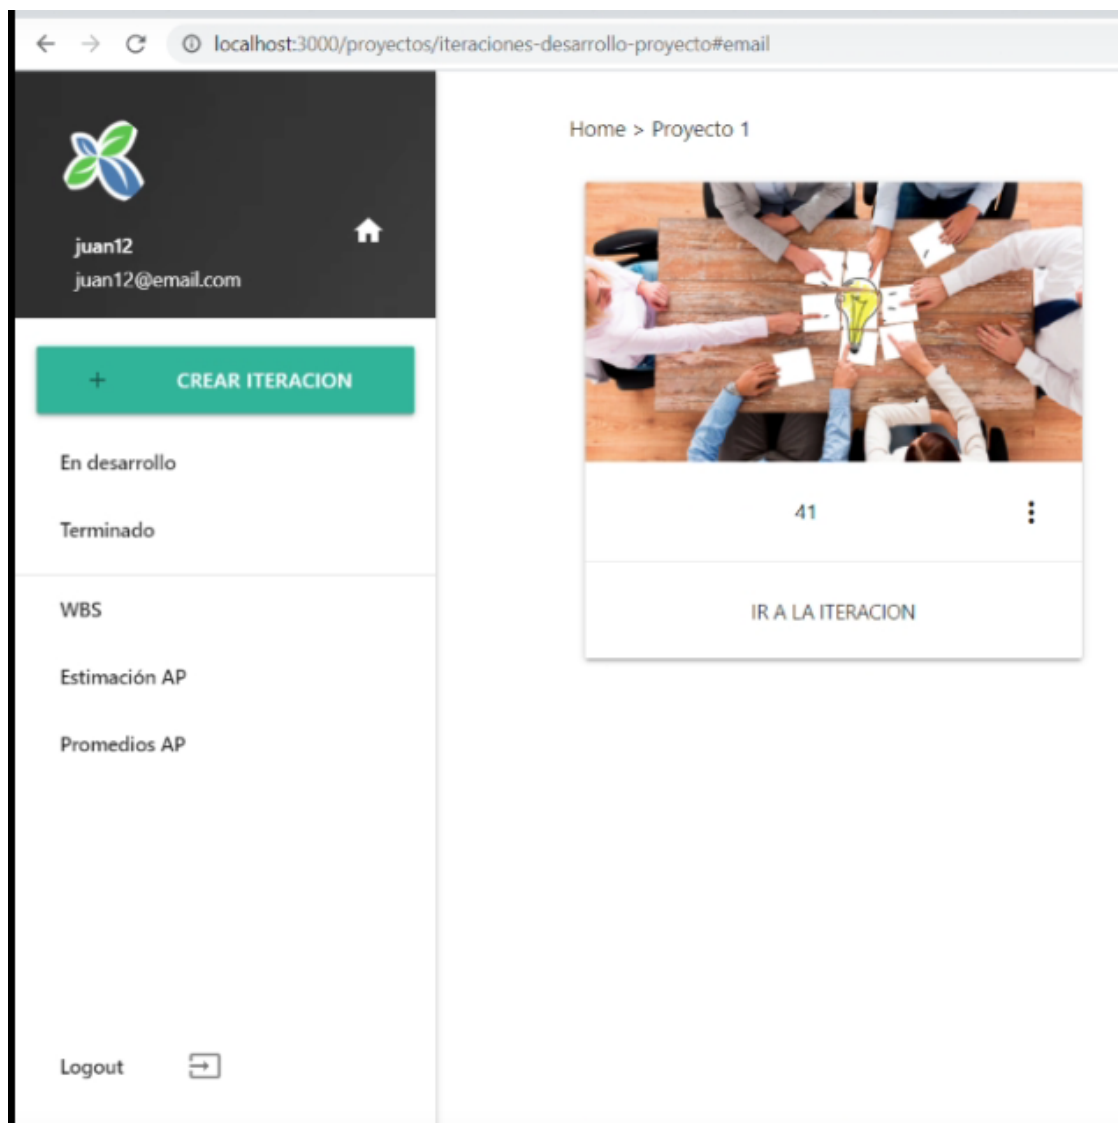 localhost:3000/proyectos/iteraciones-desarrollo-proyecto#email
juan12
juan12@email.com
+ CREAR ITERACION
En desarrollo
Terminado
WBS
Estimación AP
Promedios AP
Logout
Home > Proyecto 1
41
IR A LA ITERACION